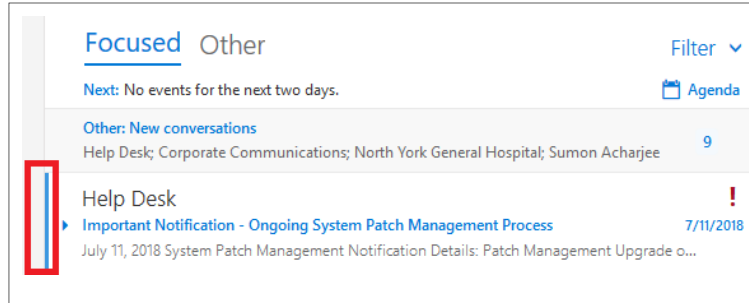 Focused Other
Filter
Next: No events for the next two days.
Agenda
Other: New conversations
Help Desk; Corporate Communications; North York General Hospital; Sumon Acharjee
9
Help Desk
!
Important Notification - Ongoing System Patch Management Process
7/11/2018
July 11, 2018 System Patch Management Notification Details: Patch Management Upgrade o...